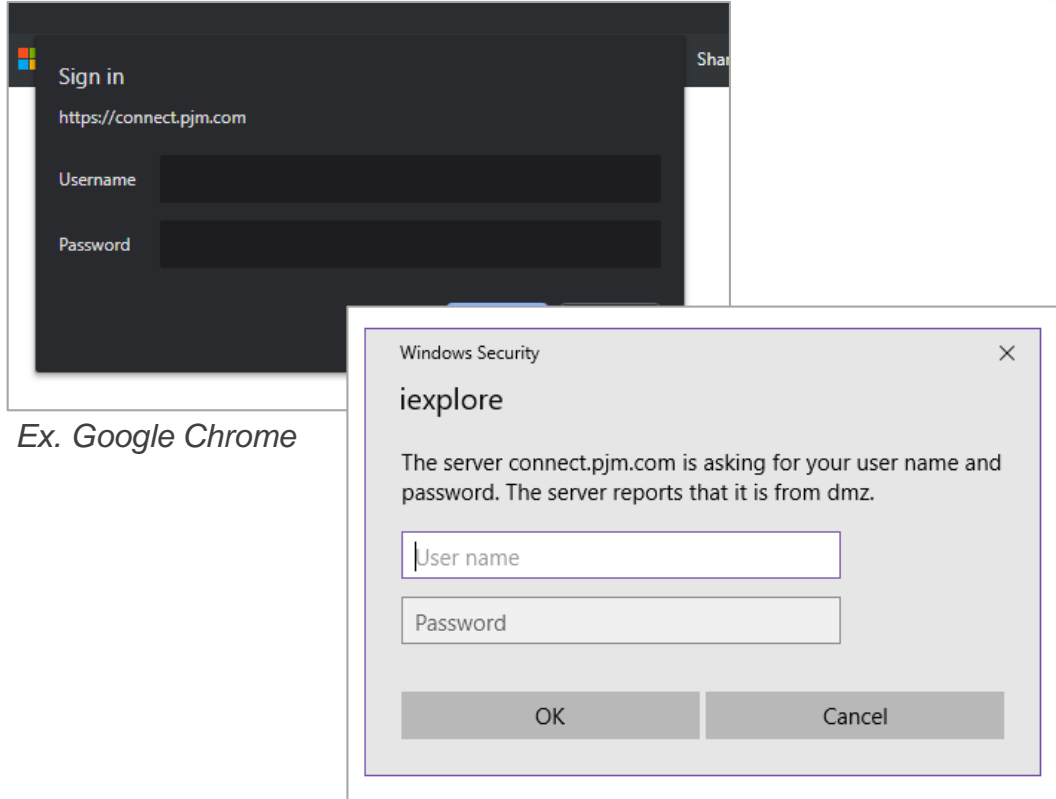 Sign in
https://connect.pjm.com
Username
Password
Ex. Google Chrome
Windows Security
iexplore
The server connect.pjm.com is asking for your user name and
password. The server reports that it is from dmz.
User name
Password
OK
Cancel